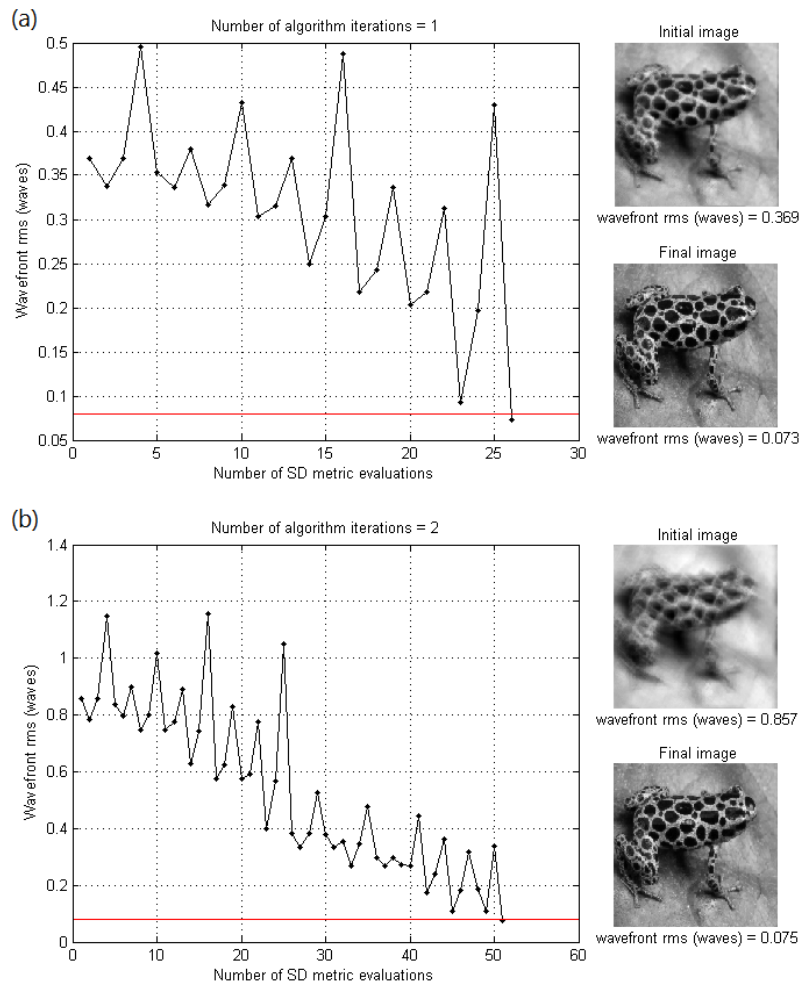 (a)
Number of algorithm iterations = 1
0.5
0.45
0.4
0.35
0.3
0.25
0.2
0.15
0.1
0.05
Wavefront rms (waves)
0 5 10 15 20 25 30
Number of SD metric evaluations
Initial image
wavefront rms (waves) = 0.369
Final image
wavefront rms (waves) = 0.073
(b)
Number of algorithm iterations = 2
1.4
1.2
1
0.8
0.6
0.4
0.2
0
Wavefront rms (waves)
0 10 20 30 40 50 60
Number of SD metric evaluations
Initial image
wavefront rms (waves) = 0.857
Final image
wavefront rms (waves) = 0.075